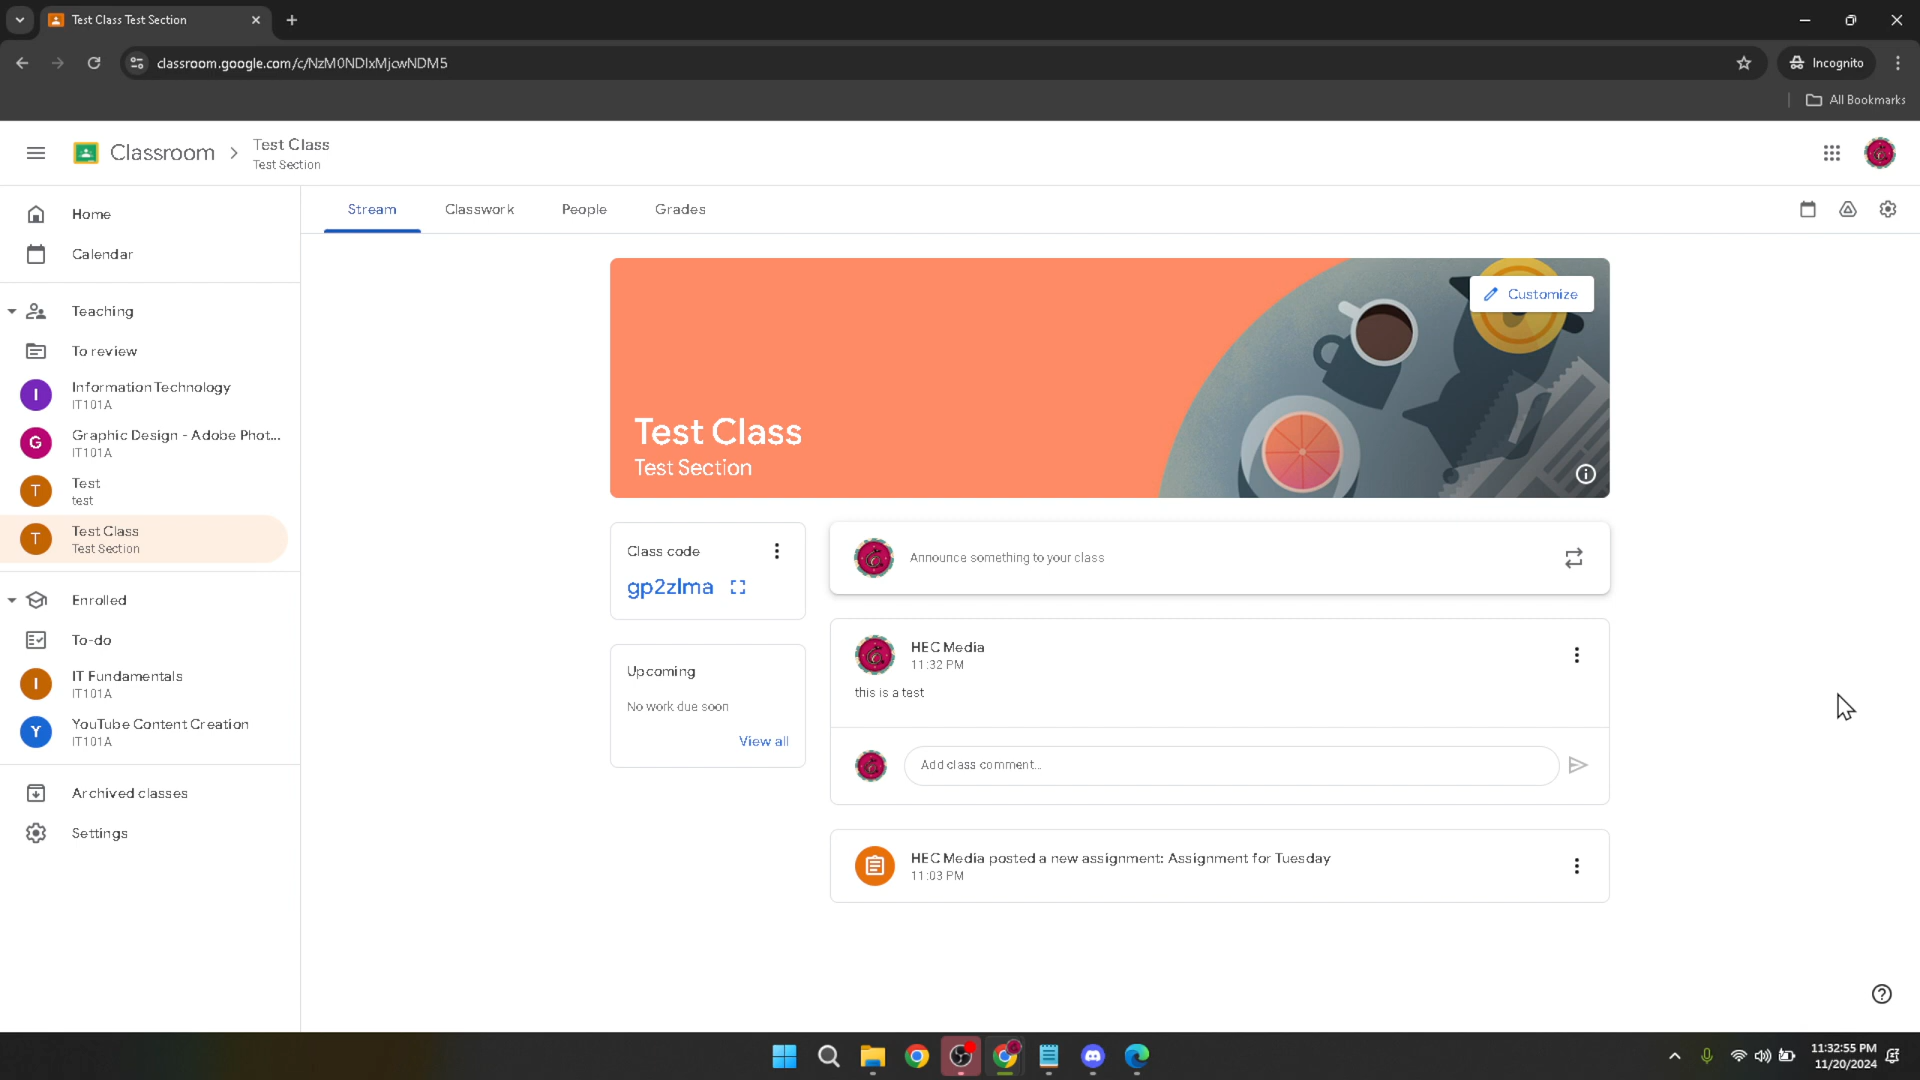 Test Class Test Section
classroom.google.com/c/NzM0NDIxMjcwNDM5
Incognito
All Bookmarks
Classroom
Test Class
Test Section
Home
Calendar
Teaching
To review
Information Technology
IT101A
Graphic Design - Adobe Phot...
IT101A
Test
test
Test Class
Test Section
Enrolled
To-do
IT Fundamentals
IT101A
YouTube Content Creation
IT101A
Archived classes
Settings
I
G
T
T
I
Y
Stream
Classwork
People
Grades
Customize
Test Class
Test Section
Class code
gp2zlma
Upcoming
No work due soon
View all
Announce something to your class
HEC Media
11:32 PM
this is a test
Add class comment...
HEC Media posted a new assignment: Assignment for Tuesday
11:03 PM
11:32:55 PM
11/20/2024